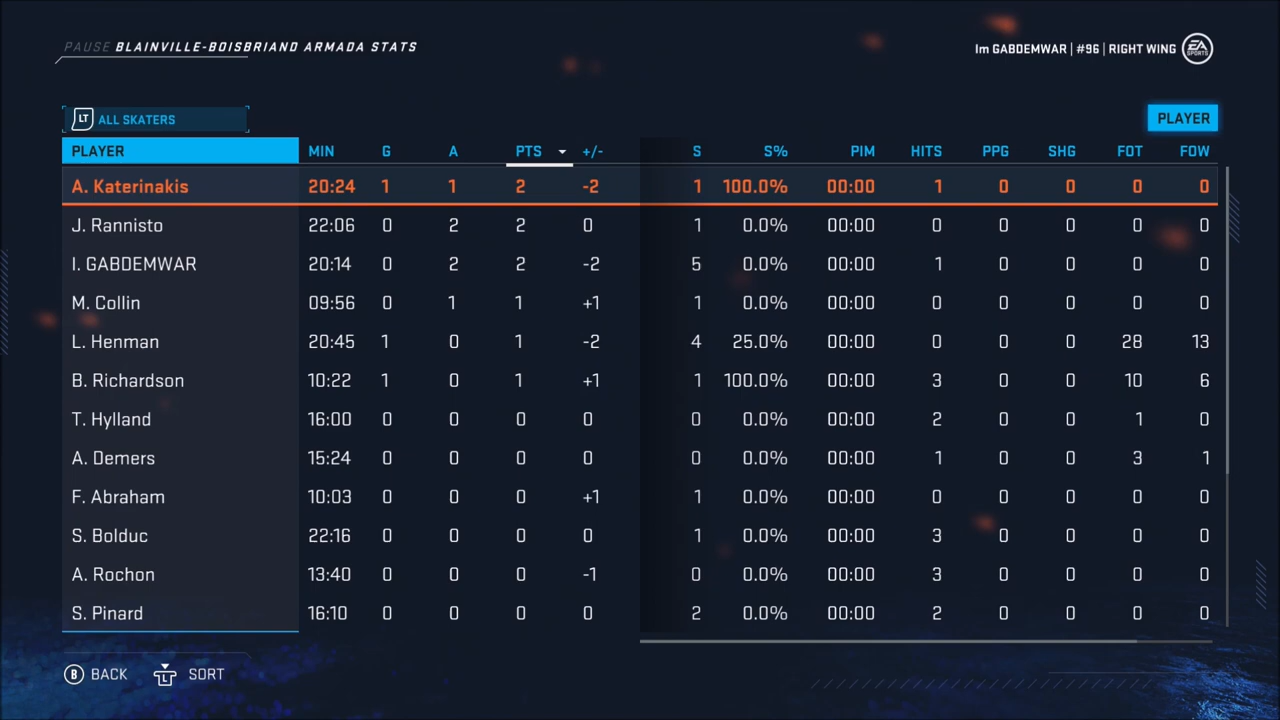 PAUSE BLAINVILLE-BOISBRIAND ARMADA STATS
Im GABDEMWAR | #96 | RIGHT WING EA SPORTS
LT ALL SKATERS
PLAYER
PLAYER MIN G A PTS +/- S S% PIM HITS PPG SHG FOT FOW
A. Katerinakis 20:24 1 1 2 -2 1 100.0% 00:00 1 0 0 0 0
J. Rannisto 22:06 0 2 2 0 1 0.0% 00:00 0 0 0 0 0
I. GABDEMWAR 20:14 0 2 2 -2 5 0.0% 00:00 1 0 0 0 0
M. Collin 09:56 0 1 1 +1 1 0.0% 00:00 0 0 0 0 0
L. Henman 20:45 1 0 1 -2 4 25.0% 00:00 0 0 0 28 13
B. Richardson 10:22 1 0 1 +1 1 100.0% 00:00 3 0 0 10 6
T. Hylland 16:00 0 0 0 0 0 0.0% 00:00 2 0 0 1 0
A. Demers 15:24 0 0 0 0 0 0.0% 00:00 1 0 0 3 1
F. Abraham 10:03 0 0 0 +1 1 0.0% 00:00 0 0 0 0 0
S. Bolduc 22:16 0 0 0 0 1 0.0% 00:00 3 0 0 0 0
A. Rochon 13:40 0 0 0 -1 0 0.0% 00:00 3 0 0 0 0
S. Pinard 16:10 0 0 0 0 2 0.0% 00:00 2 0 0 0 0
B BACK L SORT